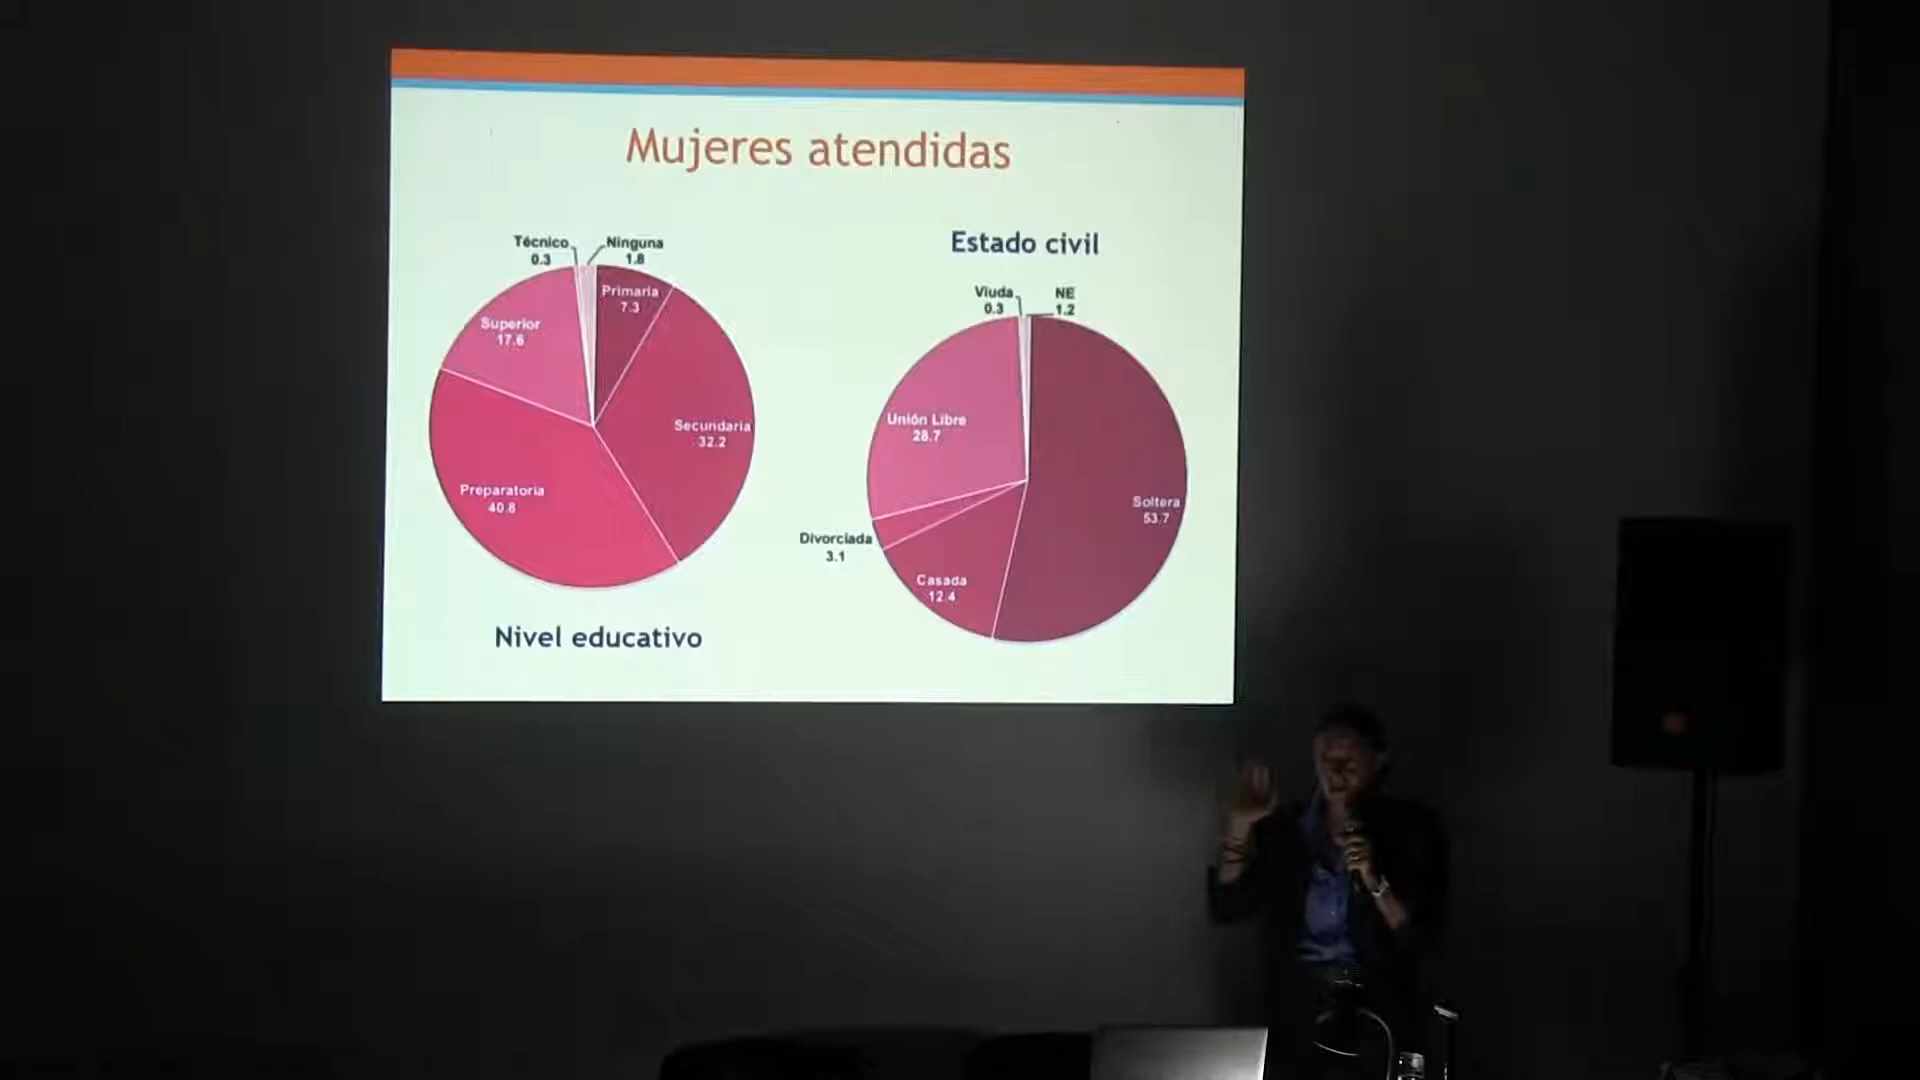 Mujeres atendidas
Técnico
0.3
Ninguna
1.8
Primaria
7.3
Superior
17.6
Secundaria
32.2
Preparatoria
40.8
Nivel educativo
Estado civil
Viuda
0.3
NE
1.2
Unión Libre
28.7
Soltera
53.7
Divorciada
3.1
Casada
12.4